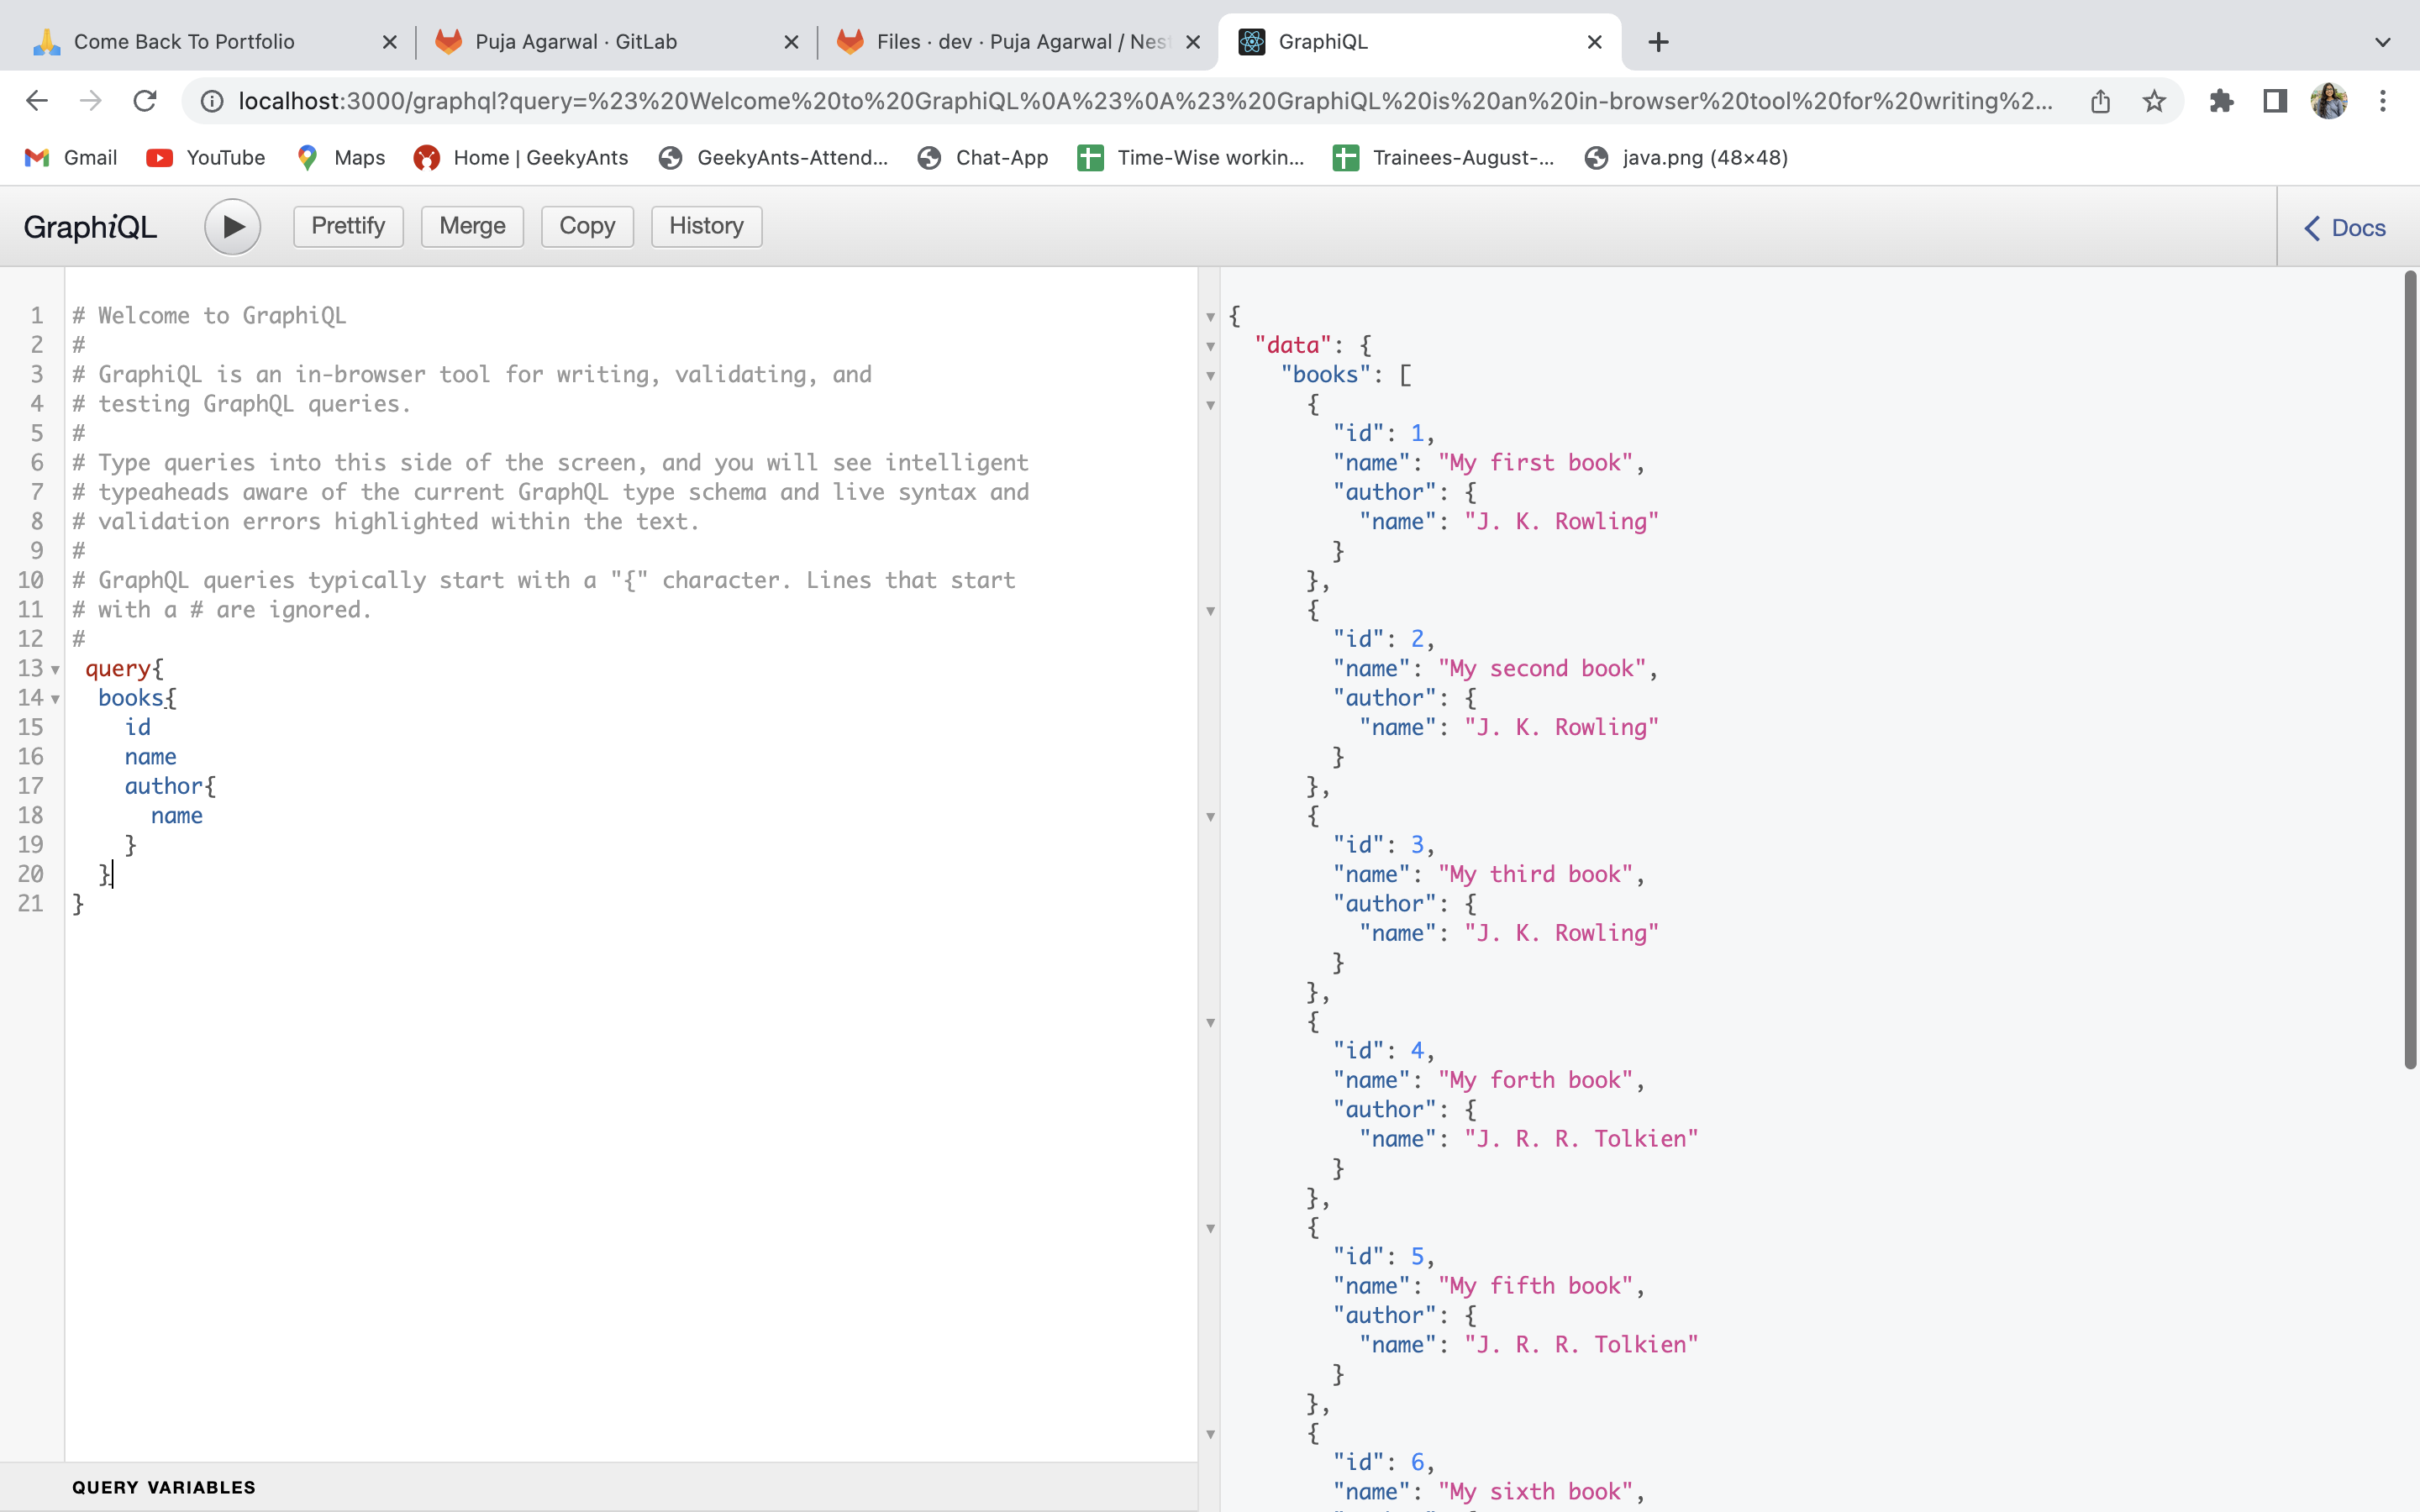 Come Back To Portfolio
Puja Agarwal · GitLab
Files · dev · Puja Agarwal / Nes
GraphiQL
localhost:3000/graphql?query=%23%20Welcome%20to%20GraphiQL%0A%23%0A%23%20GraphiQL%20is%20an%20in-browser%20tool%20for%20writing%2...
Gmail
YouTube
Maps
Home | GeekyAnts
GeekyAnts-Attend...
Chat-App
Time-Wise workin...
Trainees-August-...
java.png (48×48)
GraphiQL
Prettify
Merge
Copy
History
Docs
1 # Welcome to GraphiQL
2 #
3 # GraphiQL is an in-browser tool for writing, validating, and
4 # testing GraphQL queries.
5 #
6 # Type queries into this side of the screen, and you will see intelligent
7 # typeaheads aware of the current GraphQL type schema and live syntax and
8 # validation errors highlighted within the text.
9 #
10 # GraphQL queries typically start with a "{" character. Lines that start
11 # with a # are ignored.
12 #
13 query{
14 books{
15 id
16 name
17 author{
18 name
19 }
20 }
21 }
QUERY VARIABLES
{
"data": {
"books": [
{
"id": 1,
"name": "My first book",
"author": {
"name": "J. K. Rowling"
}
},
{
"id": 2,
"name": "My second book",
"author": {
"name": "J. K. Rowling"
}
},
{
"id": 3,
"name": "My third book",
"author": {
"name": "J. K. Rowling"
}
},
{
"id": 4,
"name": "My forth book",
"author": {
"name": "J. R. R. Tolkien"
}
},
{
"id": 5,
"name": "My fifth book",
"author": {
"name": "J. R. R. Tolkien"
}
},
{
"id": 6,
"name": "My sixth book",